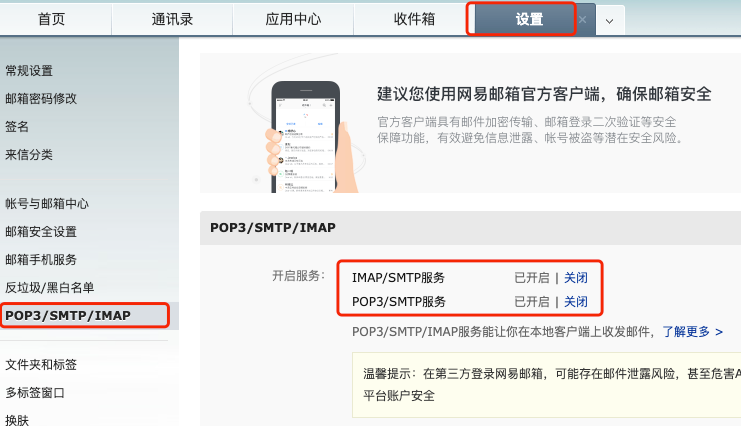 首页 通讯录 应用中心 收件箱 设置
常规设置
邮箱密码修改
签名
来信分类
帐号与邮箱中心
邮箱安全设置
邮箱手机服务
反垃圾/黑白名单
POP3/SMTP/IMAP
文件夹和标签
多标签窗口
换肤
建议您使用网易邮箱官方客户端，确保邮箱安全
官方客户端具有邮件加密传输、邮箱登录二次验证等安全
保障功能，有效避免信息泄露、帐号被盗等潜在安全风险。
POP3/SMTP/IMAP
开启服务： IMAP/SMTP服务 已开启 | 关闭
POP3/SMTP服务 已开启 | 关闭
POP3/SMTP/IMAP服务能让你在本地客户端上收发邮件，了解更多 >
温馨提示：在第三方登录网易邮箱，可能存在邮件泄露风险，甚至危害A
平台账户安全